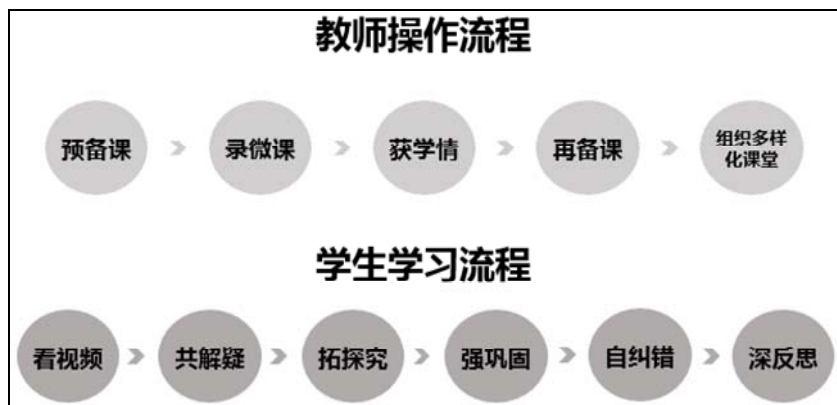 教师操作流程
预备课
录微课
获学情
再备课
组织多样
化课堂
学生学习流程
看视频
共解疑
拓探究
强巩固
自纠错
深反思